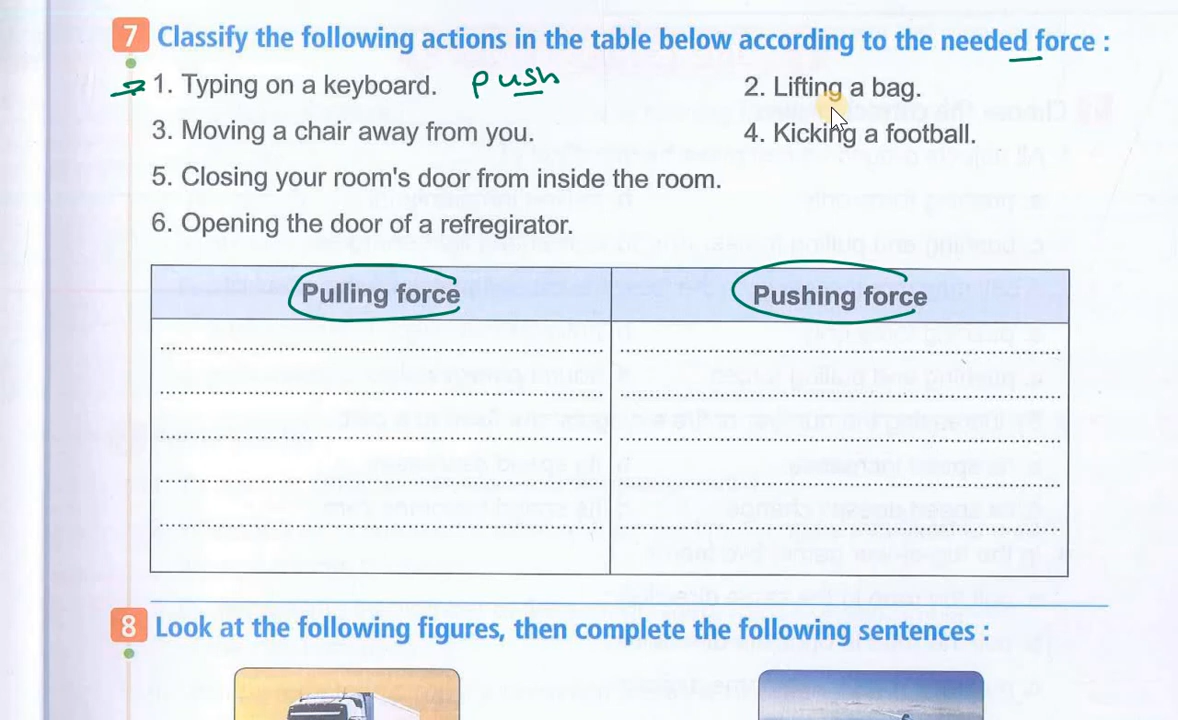 7 Classify the following actions in the table below according to the needed force :
1. Typing on a keyboard. push
2. Lifting a bag.
3. Moving a chair away from you.
4. Kicking a football.
5. Closing your room's door from inside the room.
6. Opening the door of a refregirator.
Pulling force
Pushing force
8 Look at the following figures, then complete the following sentences :